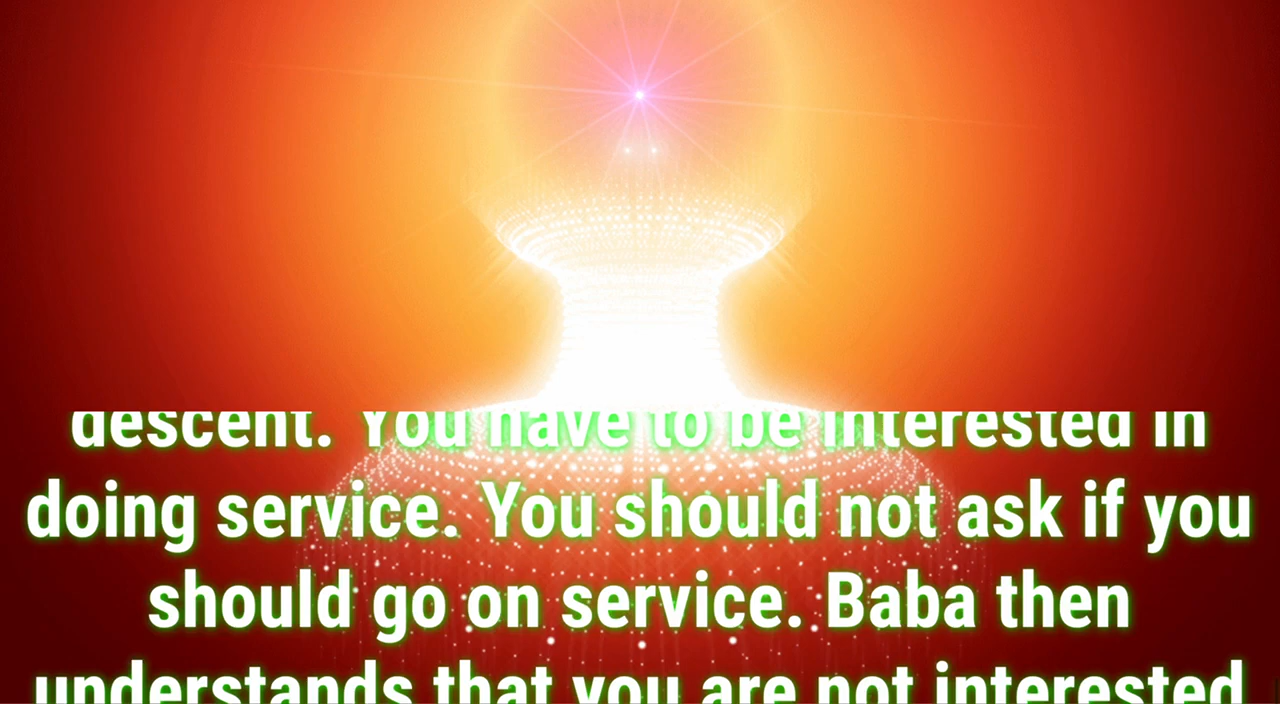 descent. You have to be interested in
doing service. You should not ask if you
should go on service. Baba then
understands that you are not interested